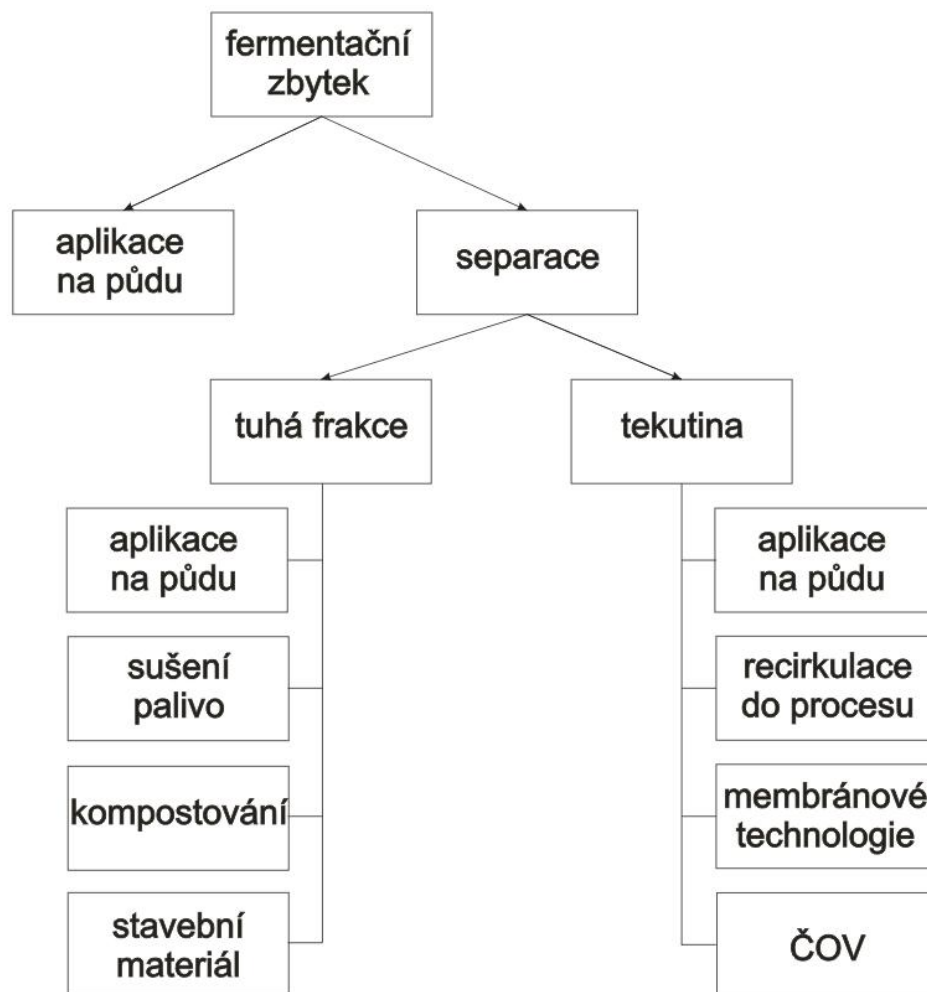 fermentační
zbytek
aplikace
na půdu
separace
tuhá frakce
tekutina
aplikace
na půdu
sušení
palivo
kompostování
stavební
materiál
aplikace
na půdu
recirkulace
do procesu
membránové
technologie
ČOV